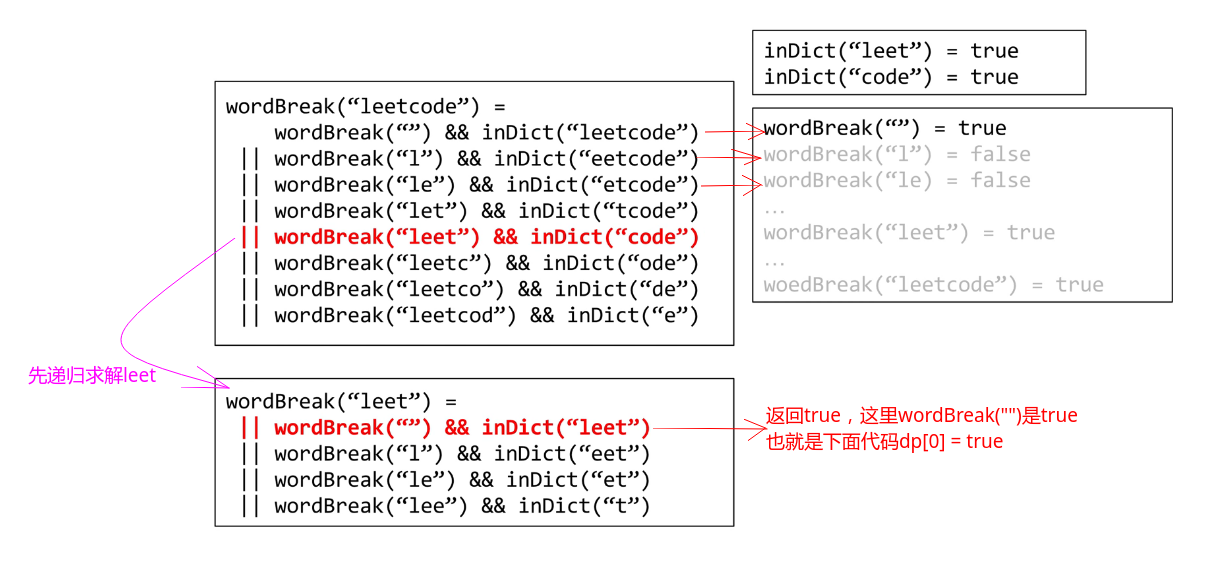 inDict(“leet”) = true
inDict(“code”) = true
wordBreak(“leetcode”) =
wordBreak(“”) && inDict(“leetcode”)
|| wordBreak(“l”) && inDict(“eetcode”)
|| wordBreak(“le”) && inDict(“etcode”)
|| wordBreak(“let”) && inDict(“tcode”)
|| wordBreak(“leet”) && inDict(“code”)
|| wordBreak(“leetc”) && inDict(“ode”)
|| wordBreak(“leetco”) && inDict(“de”)
|| wordBreak(“leetcod”) && inDict(“e”)
wordBreak(“”) = true
wordBreak(“l”) = false
wordBreak(“le) = false
…
wordBreak(“leet”) = true
…
woedBreak(“leetcode”) = true
先递归求解leet
wordBreak(“leet”) =
|| wordBreak(“”) && inDict(“leet”)
|| wordBreak(“l”) && inDict(“eet”)
|| wordBreak(“le”) && inDict(“et”)
|| wordBreak(“lee”) && inDict(“t”)
返回true，这里wordBreak("")是true
也就是下面代码dp[0] = true